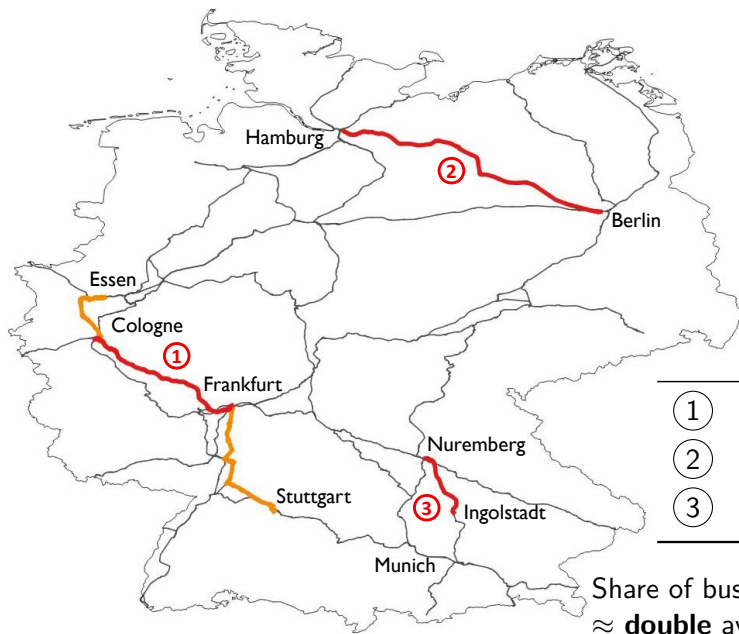 Hamburg
②
Berlin
Essen
Cologne
①
Frankfurt
①
Nuremberg
②
Stuttgart
③
Ingolstadt
③
Munich
Share of bus
≈ double av